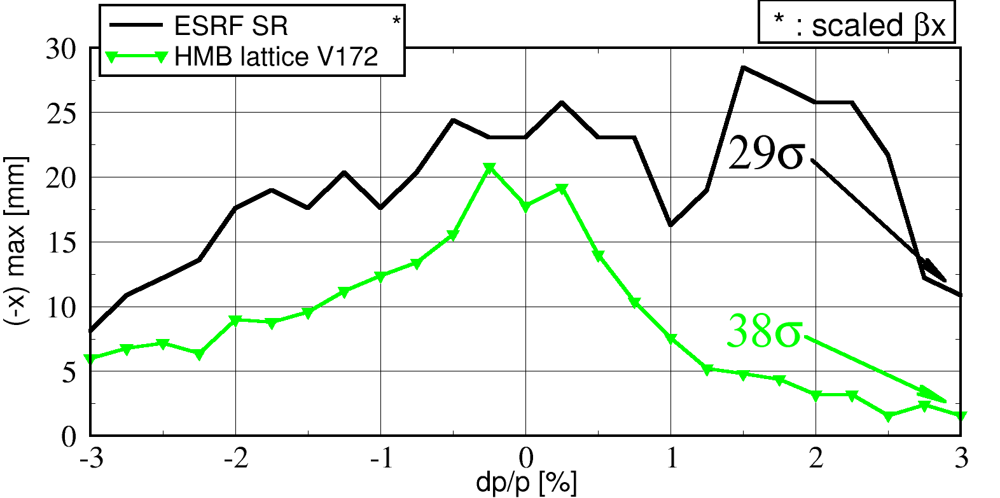 ESRF SR *
HMB lattice V172
* : scaled βx
30
25
20
15
10
5
0
(-x) max [mm]
29σ
38σ
-3 -2 -1 0 1 2 3
dp/p [%]